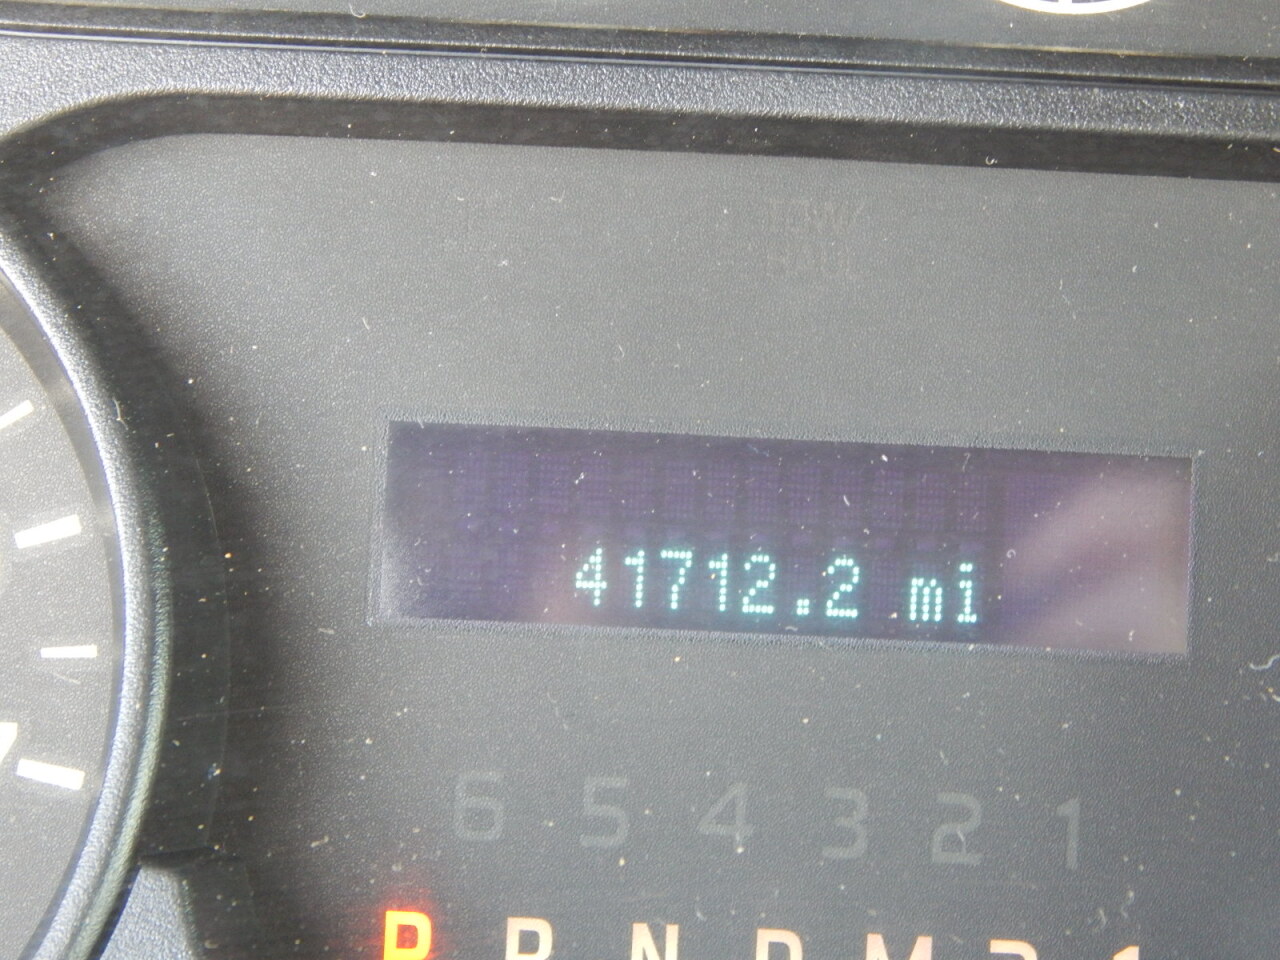 TOW/
HAUL
41712.2 mi
6 5 4 3 2 1
P R N D M 2 1